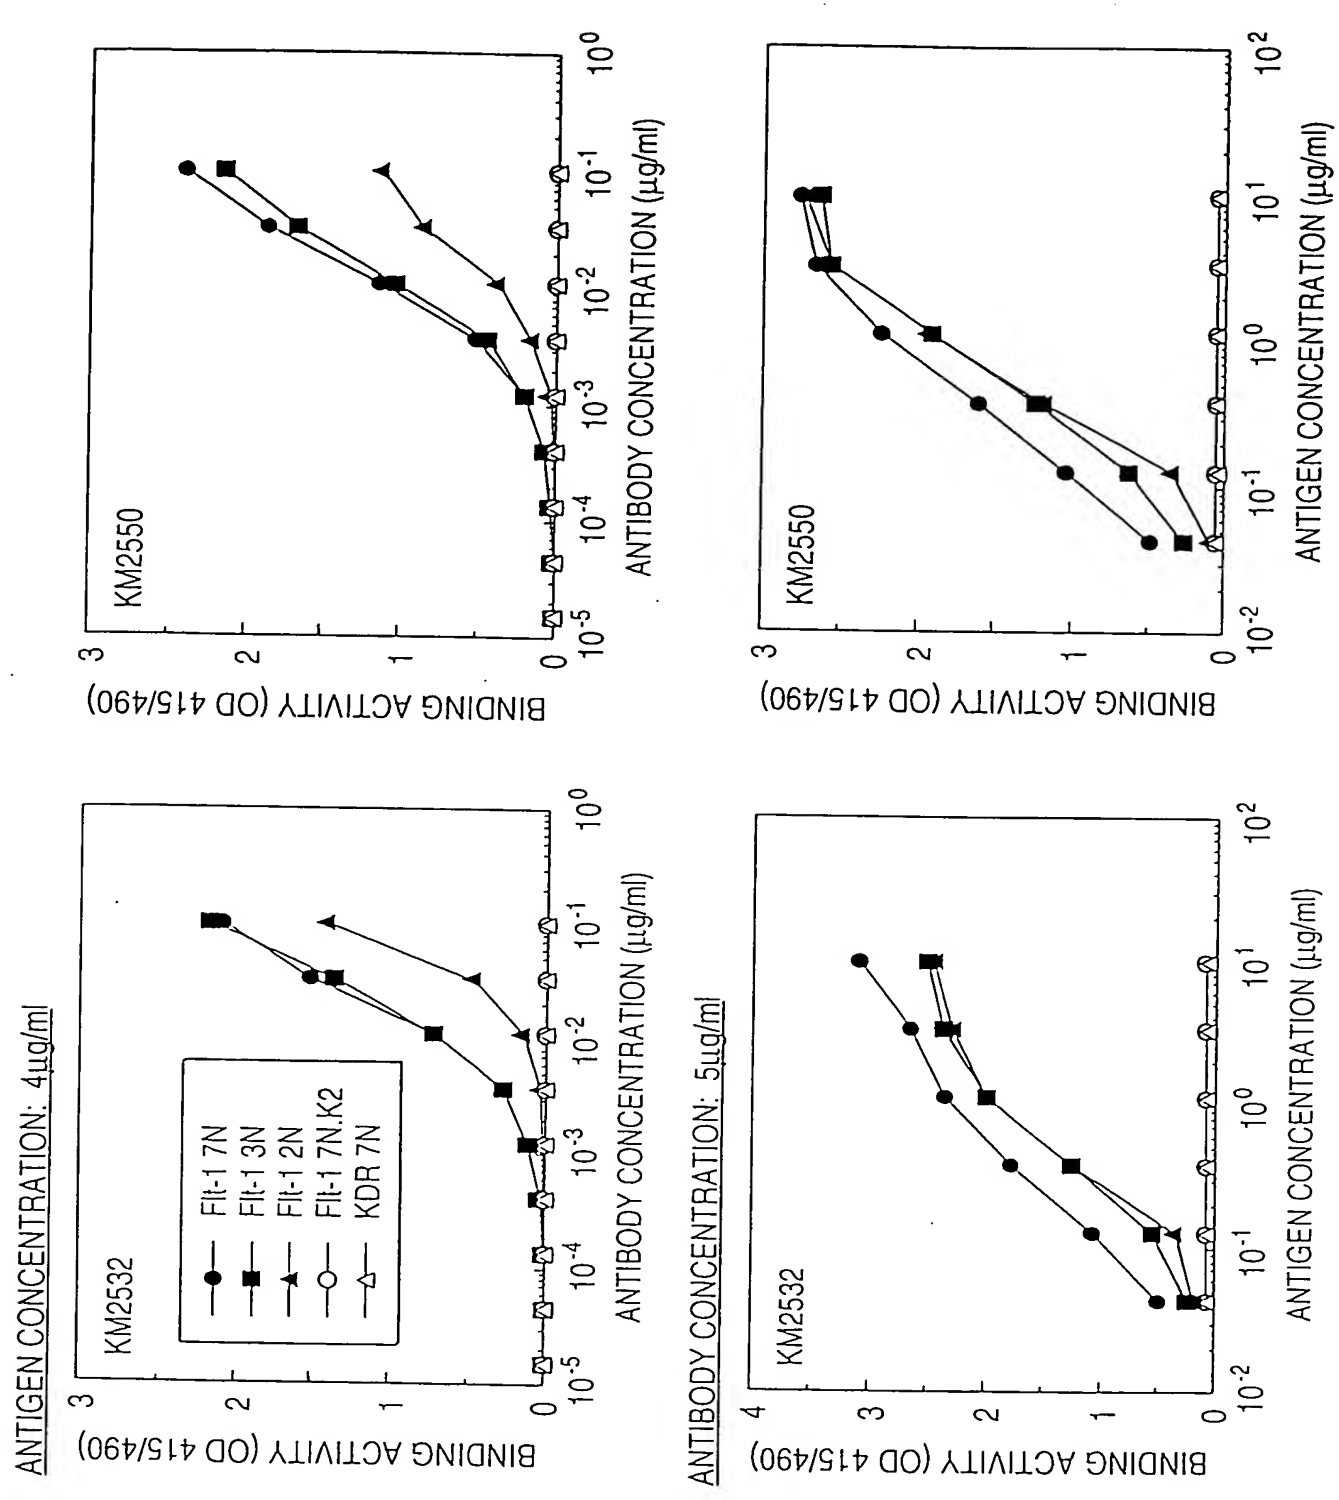 ANTIGEN CONCENTRATION: 4µg/ml
KM2532
BINDING ACTIVITY (OD 415/490)
3
2
1
0
Flt-1 7N
Flt-1 3N
Flt-1 2N
Flt-1 7N.K2
KDR 7N
10-5
10-4
10-3
10-2
10-1
100
ANTIBODY CONCENTRATION (µg/ml)
KM2550
BINDING ACTIVITY (OD 415/490)
3
2
1
0
10-5
10-4
10-3
10-2
10-1
100
ANTIBODY CONCENTRATION (µg/ml)
ANTIBODY CONCENTRATION: 5µg/ml
KM2532
BINDING ACTIVITY (OD 415/490)
4
3
2
1
0
10-2
10-1
100
101
102
ANTIGEN CONCENTRATION (µg/ml)
KM2550
BINDING ACTIVITY (OD 415/490)
3
2
1
0
10-2
10-1
100
101
102
ANTIGEN CONCENTRATION (µg/ml)